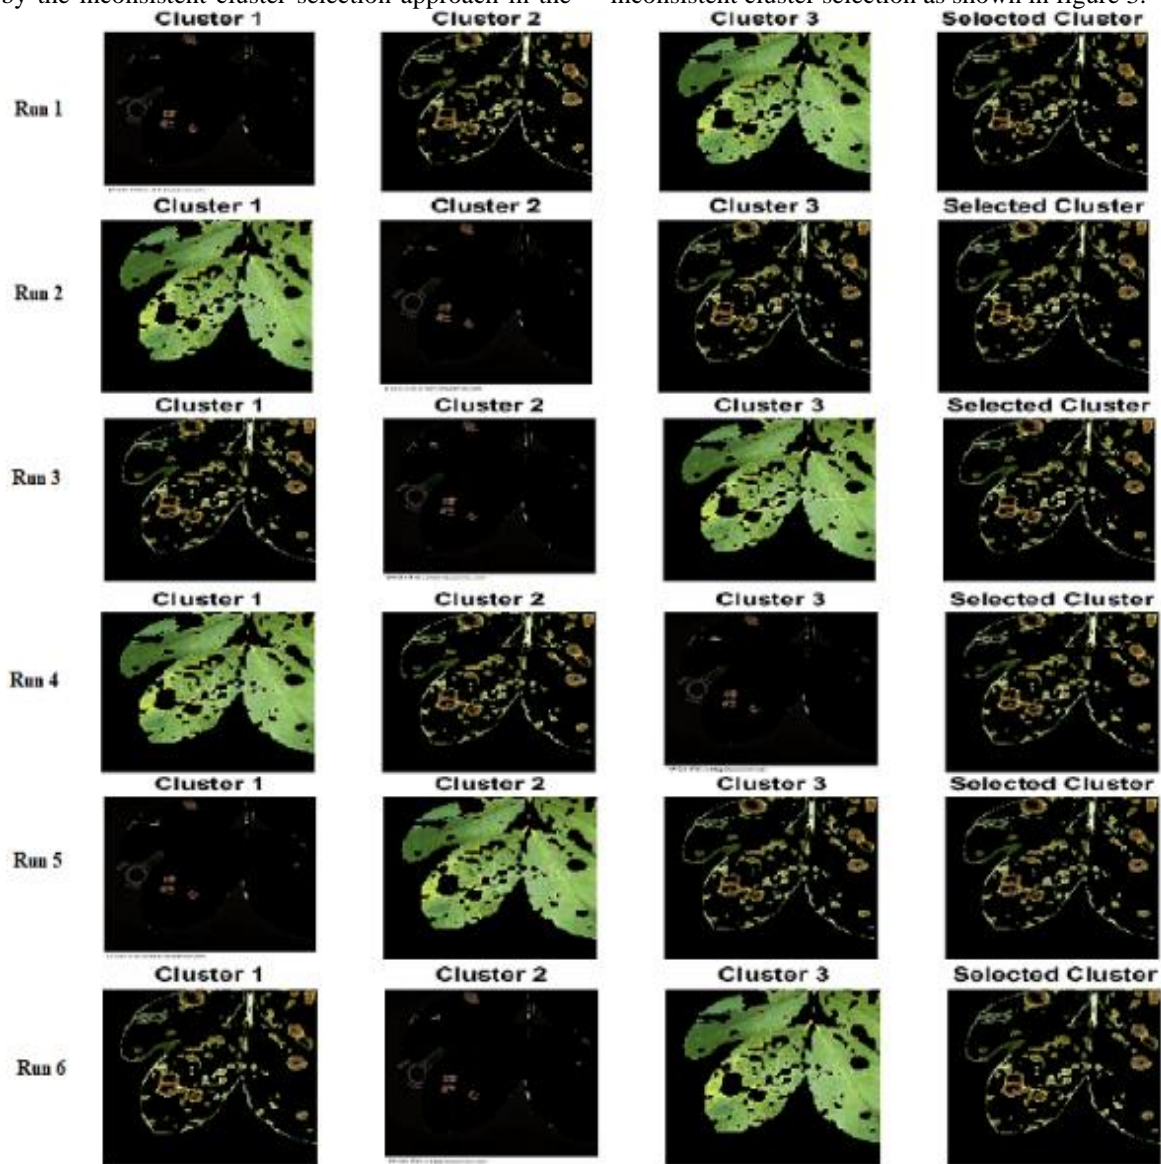 by the inconsistent cluster selection approach in the
inconsistent cluster selection as shown in figure 3.
Cluster 1 Cluster 2 Cluster 3 Selected Cluster
Run 1
Cluster 1 Cluster 2 Cluster 3 Selected Cluster
Run 2
Cluster 1 Cluster 2 Cluster 3 Selected Cluster
Run 3
Cluster 1 Cluster 2 Cluster 3 Selected Cluster
Run 4
Cluster 1 Cluster 2 Cluster 3 Selected Cluster
Run 5
Cluster 1 Cluster 2 Cluster 3 Selected Cluster
Run 6